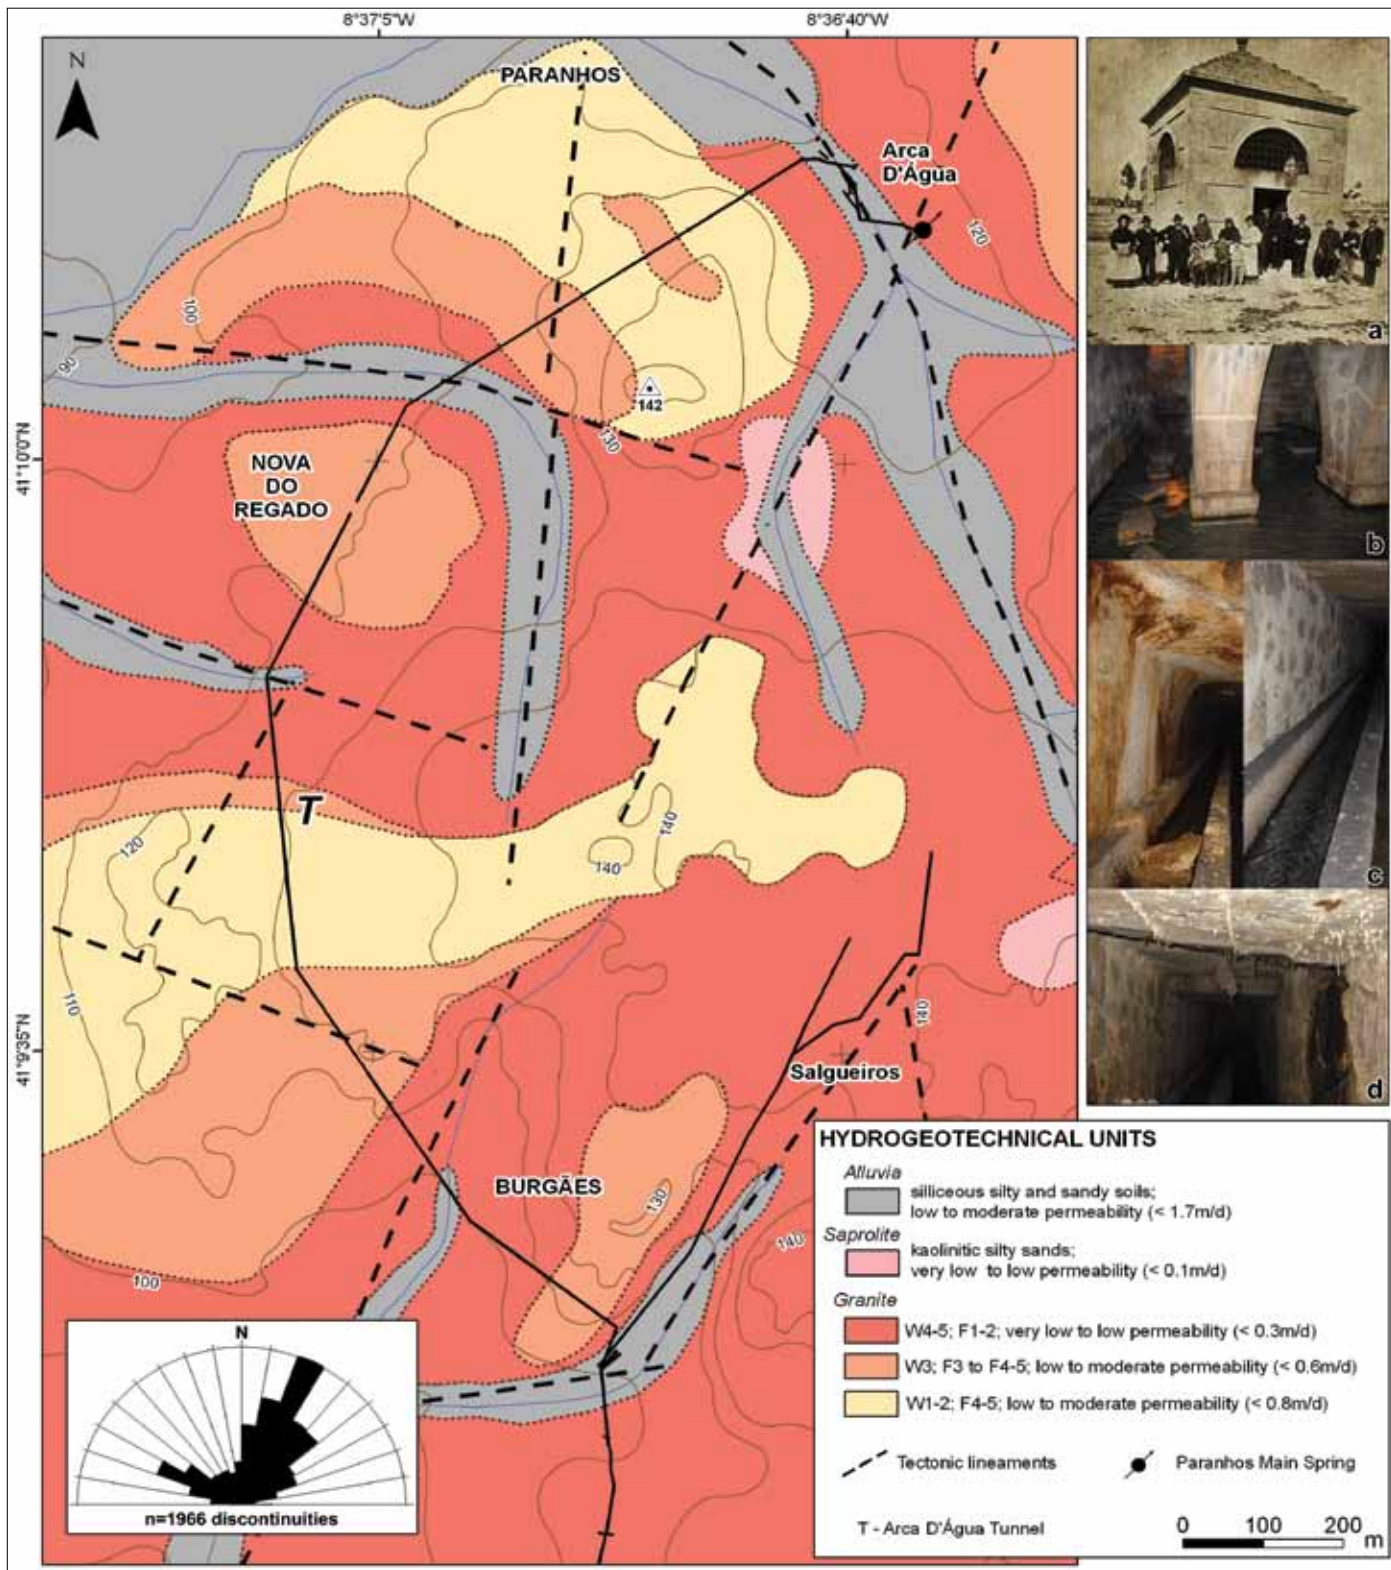 8°37'5"W
8°36'40"W
N
PARANHOS
Arca
D'Água
120
100
90
142
130
41°10'0"N
NOVA
DO
REGADO
T
120
140
140
110
41°9'35"N
140
Salgueiros
BURGÃES
130
140
100
N
n=1966 discontinuities
a
b
c
d
HYDROGEOTECHNICAL UNITS
Alluvia
silliceous silty and sandy soils;
low to moderate permeability (< 1.7m/d)
Saprolite
kaolinitic silty sands;
very low to low permeability (< 0.1m/d)
Granite
W4-5; F1-2; very low to low permeability (< 0.3m/d)
W3; F3 to F4-5; low to moderate permeability (< 0.6m/d)
W1-2; F4-5; low to moderate permeability (< 0.8m/d)
Tectonic lineaments
Paranhos Main Spring
T - Arca D'Água Tunnel
0 100 200
m